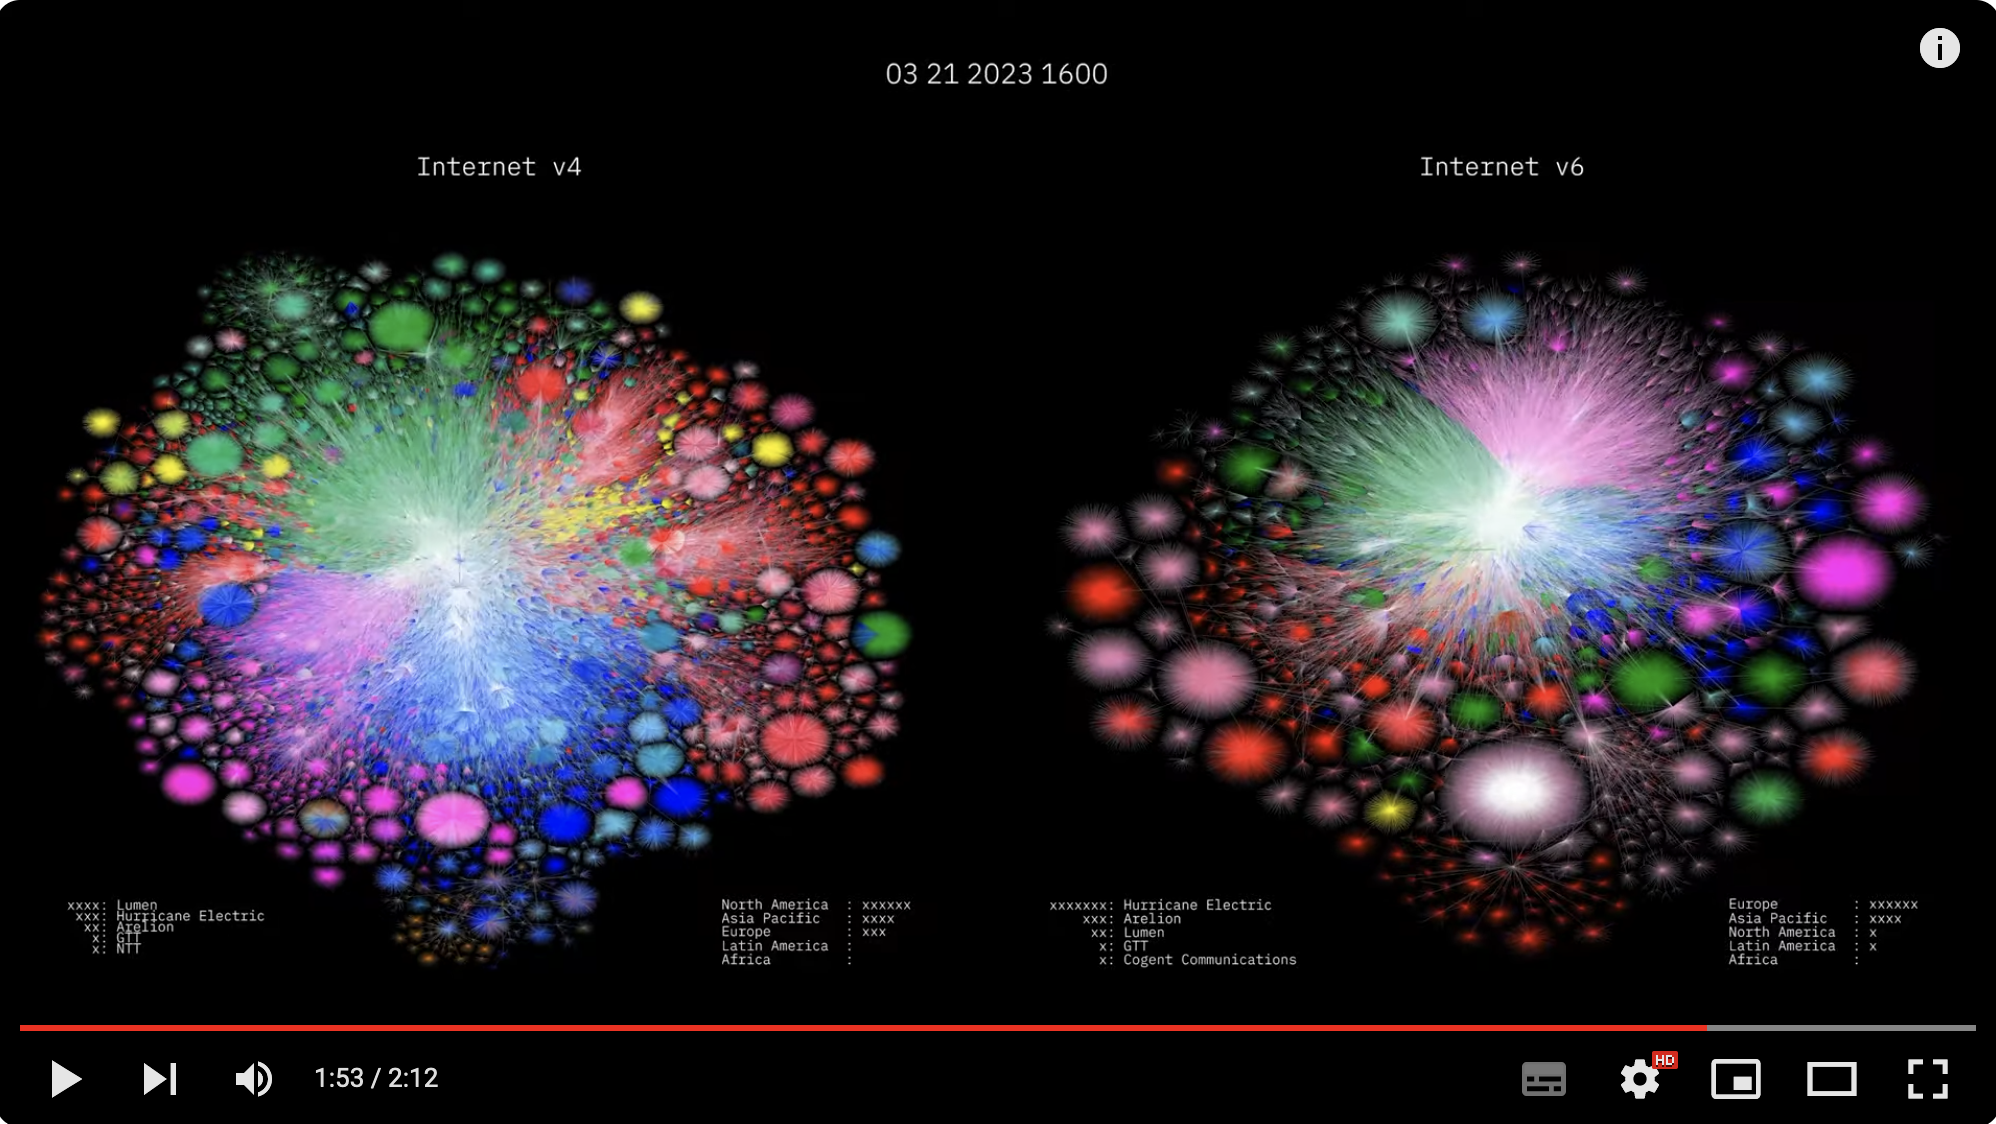 03 21 2023 1600
Internet v4
Internet v6
xxxx: Lumen
xxx: Hurricane Electric
xx: Arelion
x: GTT
x: NTT
North America : xxxxxx
Asia Pacific : xxxx
Europe : xxx
Latin America :
Africa :
xxxxxxx: Hurricane Electric
xxx: Arelion
xx: Lumen
x: GTT
x: Cogent Communications
Europe : xxxxxx
Asia Pacific : xxxx
North America : x
Latin America : x
Africa :
1:53 / 2:12
HD